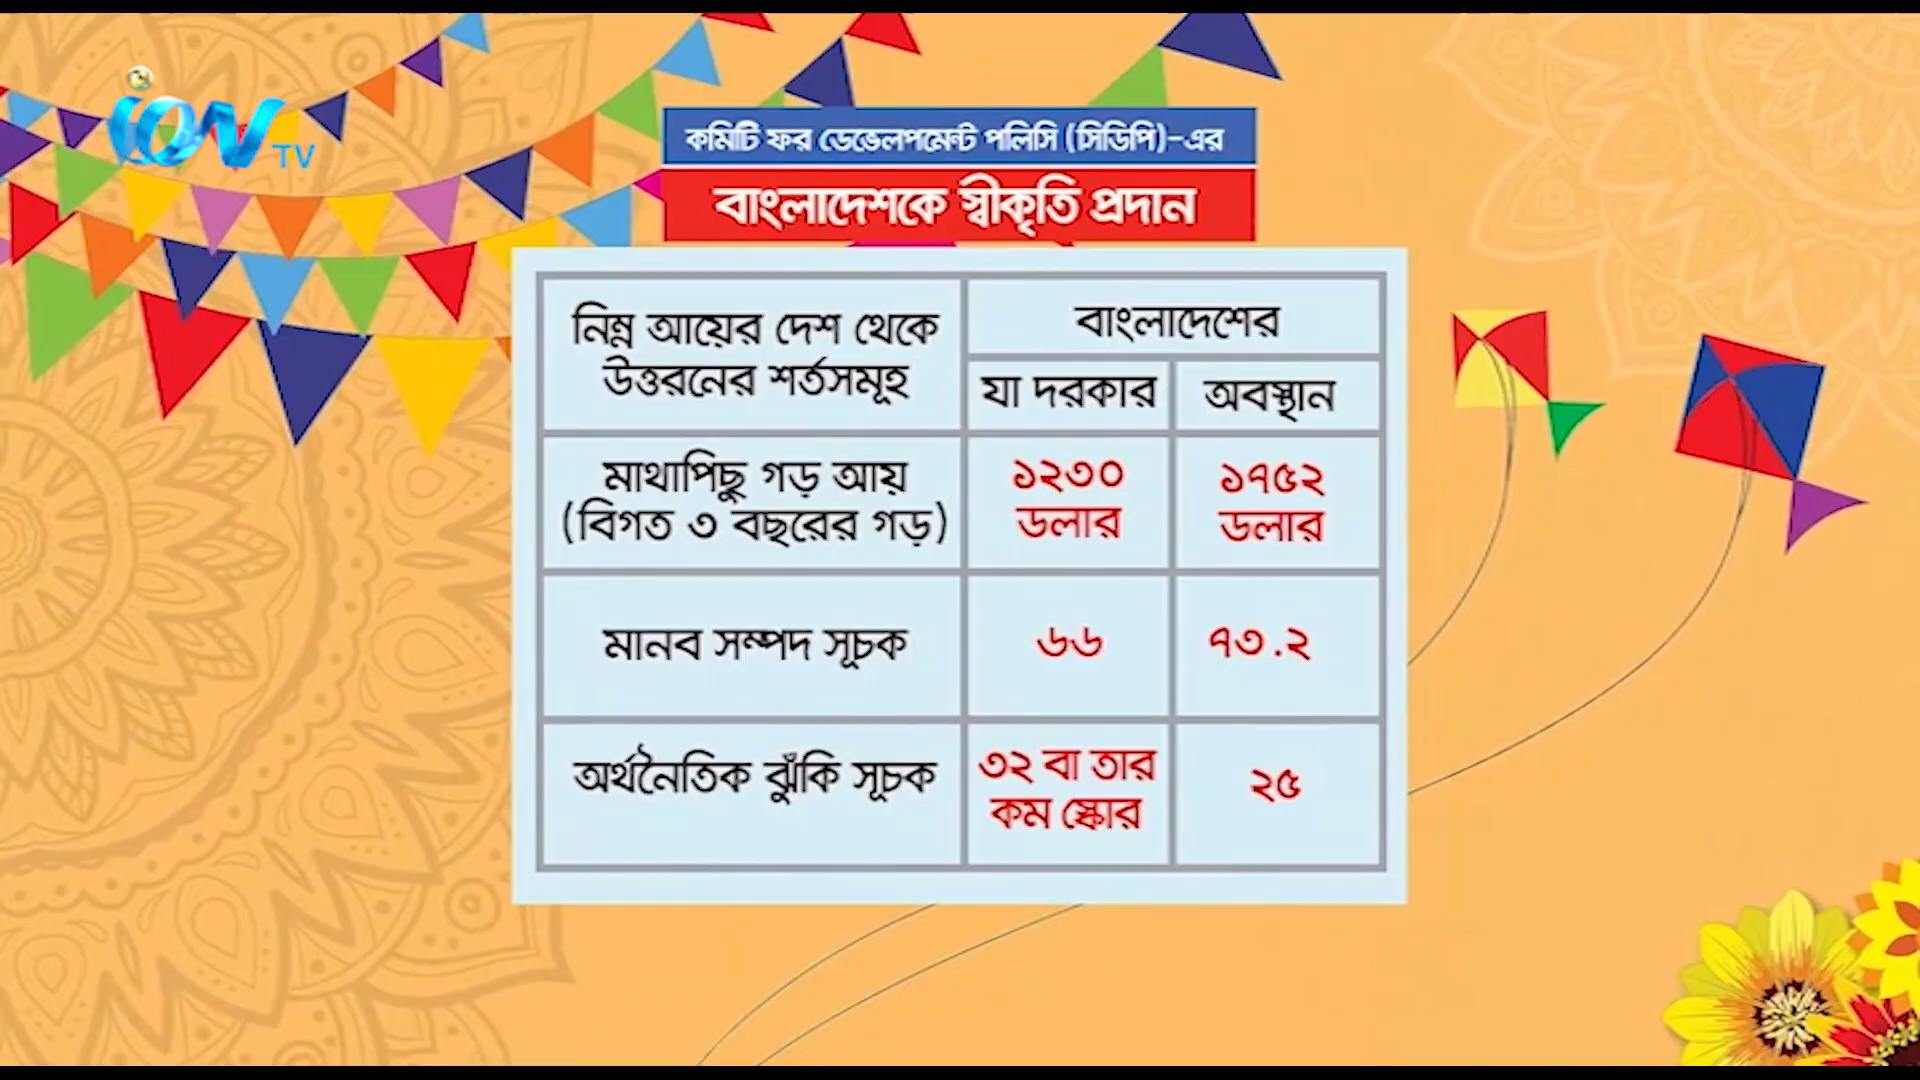 ION TV
কমিটি ফর ডেভেলপমেন্ট পলিসি (সিডিপি)-এর
বাংলাদেশকে স্বীকৃতি প্রদান
নিম্ন আয়ের দেশ থেকে
উত্তরনের শর্তসমূহ
বাংলাদেশের
যা দরকার
অবস্থান
মাথাপিছু গড় আয়
(বিগত ৩ বছরের গড়)
১২৩০
ডলার
১৭৫২
ডলার
মানব সম্পদ সূচক
৬৬
৭৩.২
অর্থনৈতিক ঝুঁকি সূচক
৩২ বা তার
কম স্কোর
২৫